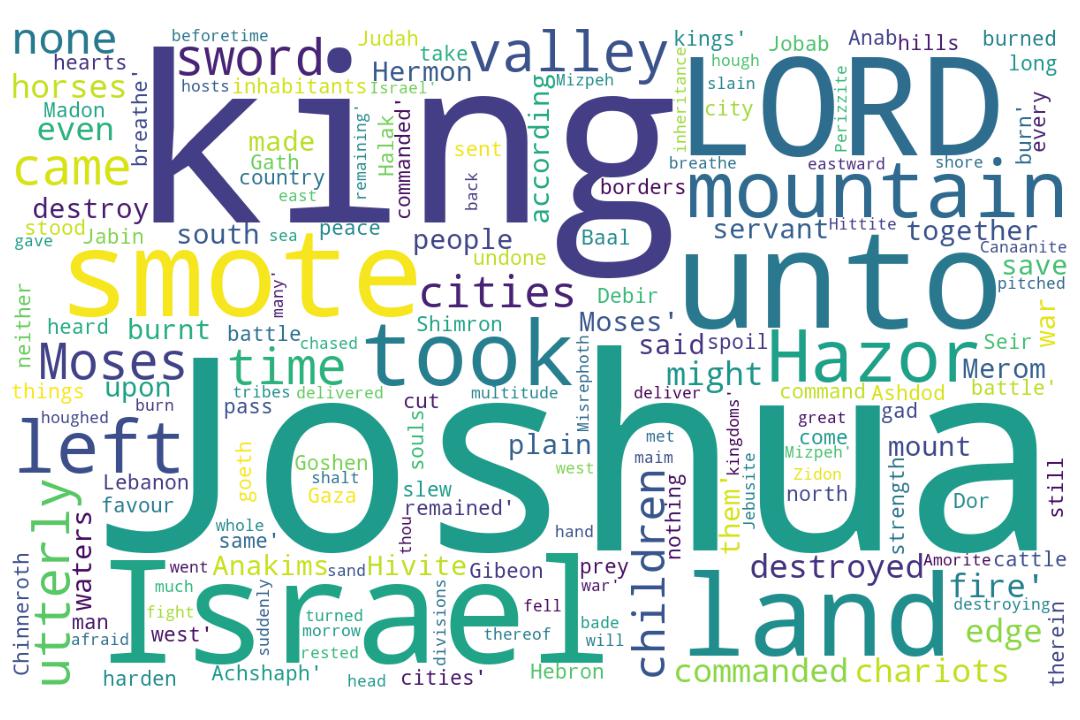 none
beforetime
Judah
kings'
Jobab
Anab
hills
burned
hearts
sword
take
valley
long
horses
hosts
inhabitants
Hermon
Israel'
Mizpeh
hough
slain
Madon
king
LORD
even
breathe'
made
remaining'
Halak
commanded'
sent
according
inheritance
city
Perizzite
burn'
every
came
Gath
country
east
back
breathe
eastward
shore
destroy
borders
mountain
stood
gave
Jabin
south
sea
peace
people
undone
Baal
servant
Hittite
together
Canaanite
smote
many'
cities
Debir
unto
save
pitched
neither
heard
burnt
battle
chased
Shimron
Moses'
said
spoil
Hazor
Seir
war
Moses
time
took
Misrephoth
might
Merom
things
upon
tribes
delivered
multitude
deliver
command
Ashdod
battle'
houghed
burn
pass
cut
great
gad
left
Joshua
goeth
souls
plain
met
come
mount
Goshen
maim
kingdoms'
Mizpeh'
Lebanon
shalt
west
Zidon
favour
Gaza
slew
children
nothing
them'
Jebusite
north
strength
Dor
still
utterly
waters
whole
same'
thou
remained'
hand
Chinneroth
went
Anakims
sand
Hivite
Gibeon
prey
destroyed
Amorite
cattle
much
war'
fire'
man
fight
suddenly
turned
divisions
fell
destroying
afraid
west'
Israel
morrow
thereof
bade
land
edge
therein
rested
will
harden
Achshaph'
head
cities'
Hebron
commanded
chariots